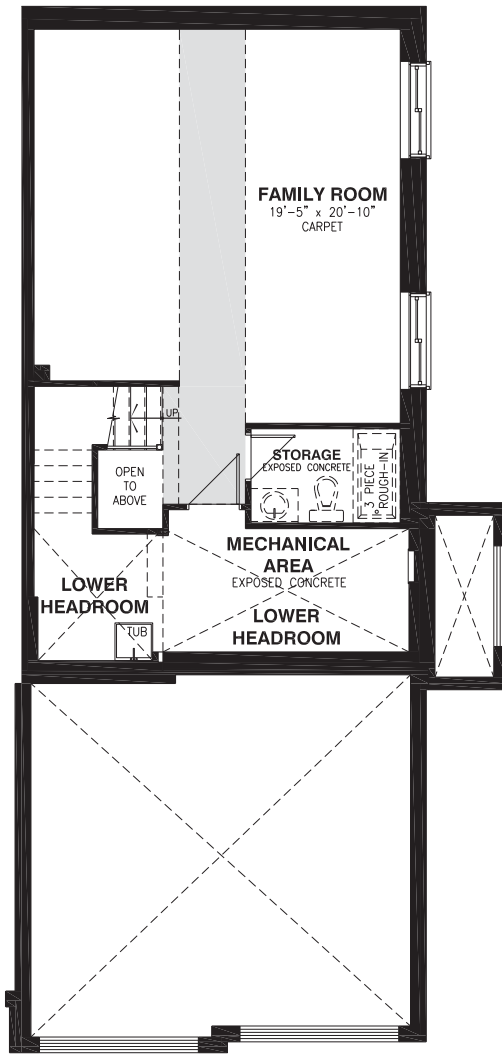 FAMILY ROOM
19'-5" x 20'-10"
CARPET
UP
OPEN
TO
ABOVE
STORAGE
EXPOSED CONCRETE
3 PIECE
ROUGH-IN
MECHANICAL
AREA
EXPOSED CONCRETE
LOWER
HEADROOM
LOWER
HEADROOM
TUB